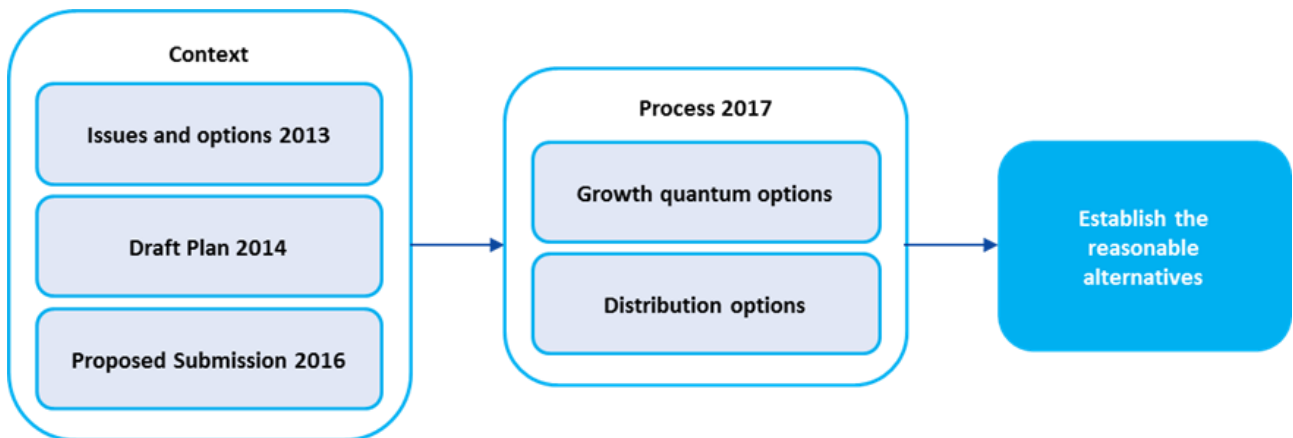 Context
Issues and options 2013
Draft Plan 2014
Proposed Submission 2016
Process 2017
Growth quantum options
Distribution options
Establish the
reasonable
alternatives